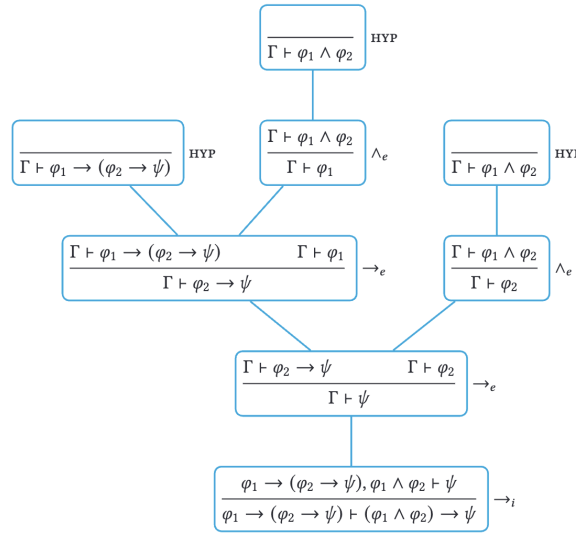 Γ ⊢ φ₁ ∧ φ₂ HYP
Γ ⊢ φ₁ → (φ₂ → ψ) HYP
Γ ⊢ φ₁ ∧ φ₂
Γ ⊢ φ₁ ∧ₑ
Γ ⊢ φ₁ ∧ φ₂ HYP
Γ ⊢ φ₁ → (φ₂ → ψ) Γ ⊢ φ₁
Γ ⊢ φ₂ → ψ →ₑ
Γ ⊢ φ₁ ∧ φ₂
Γ ⊢ φ₂ ∧ₑ
Γ ⊢ φ₂ → ψ Γ ⊢ φ₂
Γ ⊢ ψ →ₑ
φ₁ → (φ₂ → ψ), φ₁ ∧ φ₂ ⊢ ψ
φ₁ → (φ₂ → ψ) ⊢ (φ₁ ∧ φ₂) → ψ →ᵢ